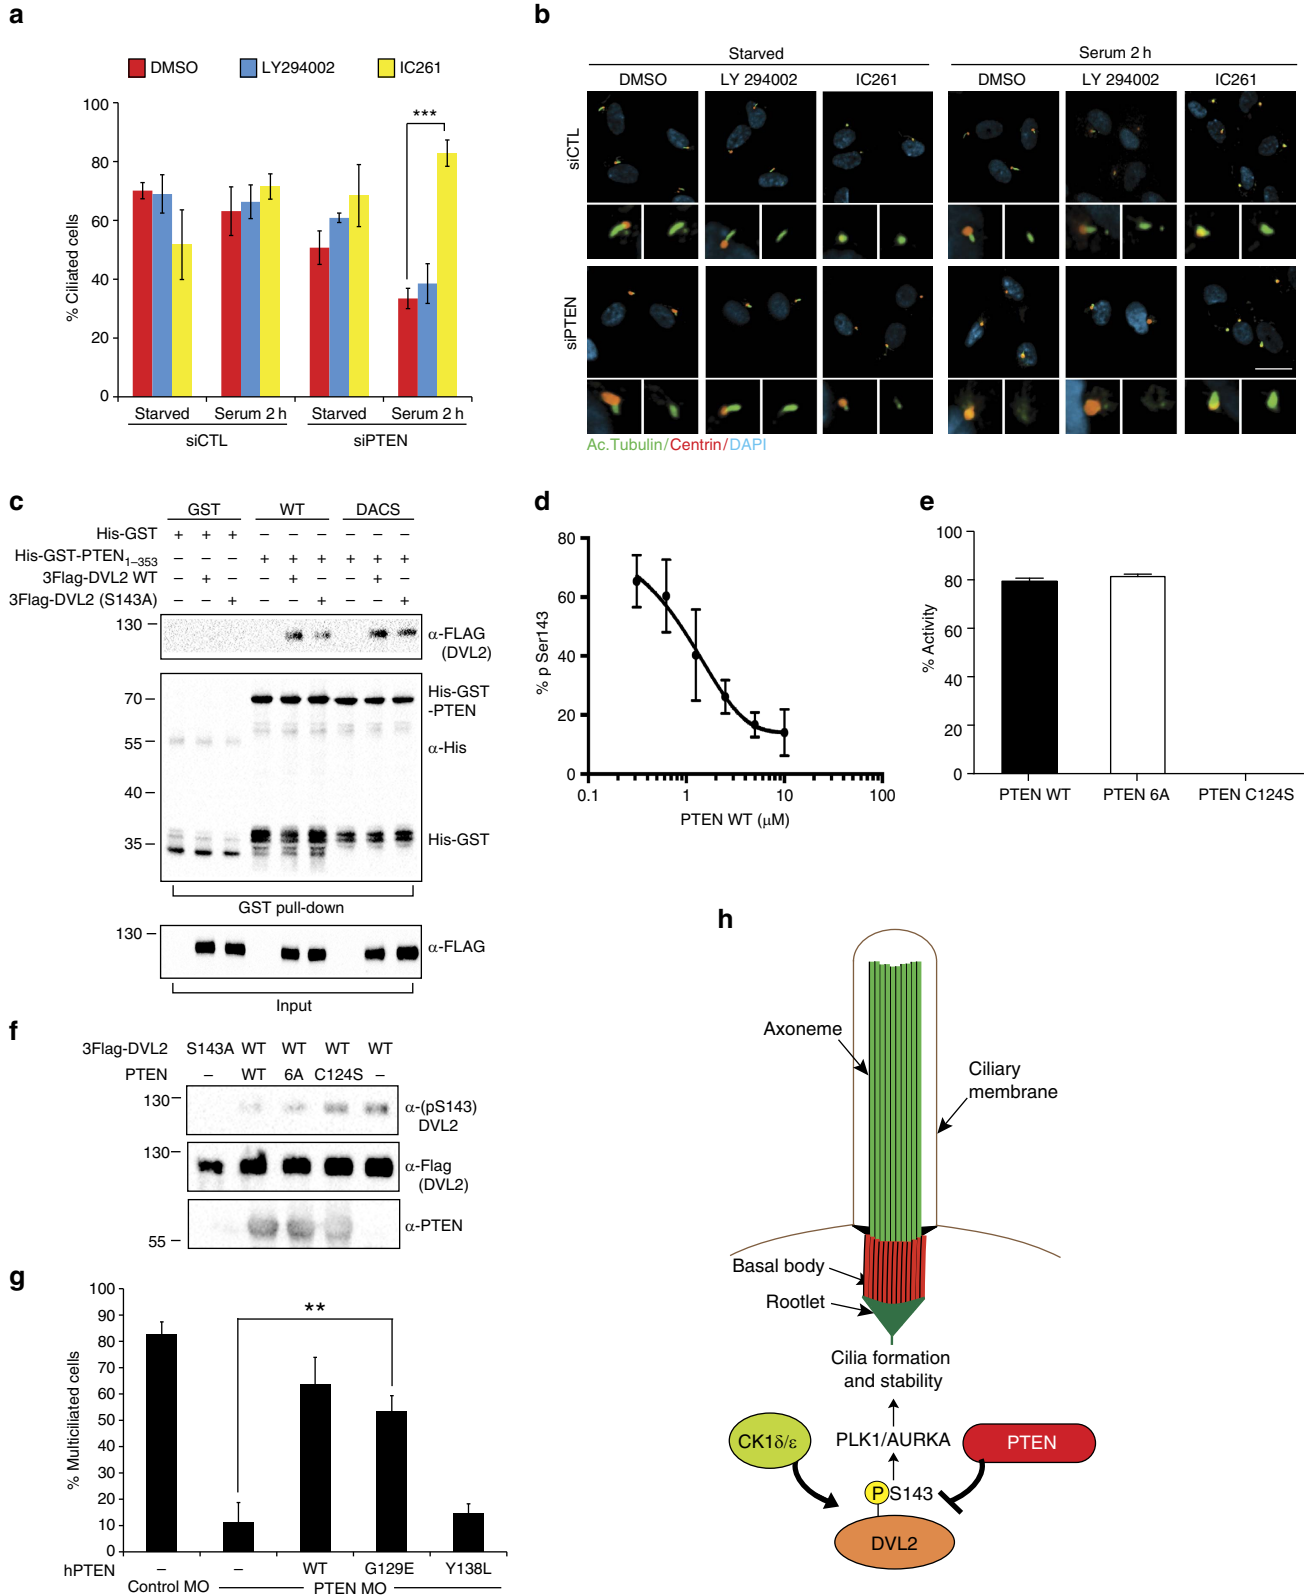 a
DMSO LY294002 IC261
% Ciliated cells
100
80
60
40
20
0
***
Starved Serum 2 h Starved Serum 2 h
siCTL siPTEN
b
Starved Serum 2 h
DMSO LY 294002 IC261 DMSO LY 294002 IC261
siCTL
siPTEN
Ac.Tubulin/Centrin/DAPI
c
GST WT DACS
His-GST + + + – – – – – –
His-GST-PTEN1–353 – – – + + + + + +
3Flag-DVL2 WT – + – – + – – + –
3Flag-DVL2 (S143A) – – + – – + – – +
130
α-FLAG
(DVL2)
70
His-GST
-PTEN
55
α-His
40
35
His-GST
GST pull-down
130
α-FLAG
Input
d
% p Ser143
80
60
40
20
0
0.1 1 10 100
PTEN WT (μM)
e
% Activity
100
80
60
40
20
0
PTEN WT PTEN 6A PTEN C124S
f
3Flag-DVL2 S143A WT WT WT WT
PTEN – WT 6A C124S –
130
α-(pS143)
DVL2
130
α-Flag
(DVL2)
α-PTEN
55
g
% Multiciliated cells
100
90
80
70
60
50
40
30
20
10
0
**
hPTEN – – WT G129E Y138L
Control MO PTEN MO
h
Axoneme
Ciliary
membrane
Basal body
Rootlet
Cilia formation
and stability
CK1δ/ε PLK1/AURKA PTEN
P S143
DVL2